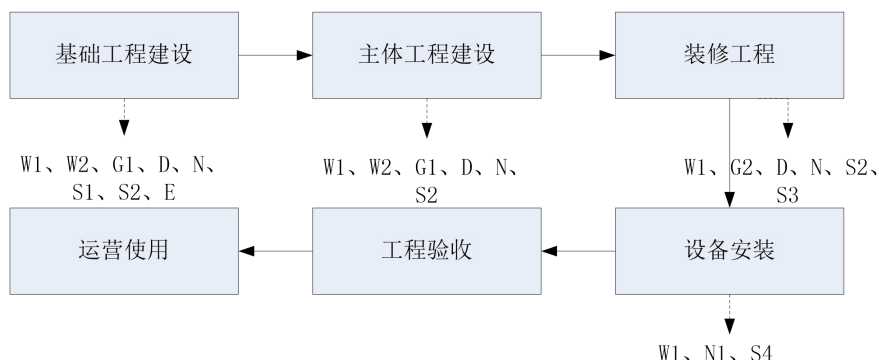 基础工程建设
主体工程建设
装修工程
W1、W2、G1、D、N、
S1、S2、E
W1、W2、G1、D、N、
S2
W1、G2、D、N、S2、
S3
运营使用
工程验收
设备安装
W1、N1、S4